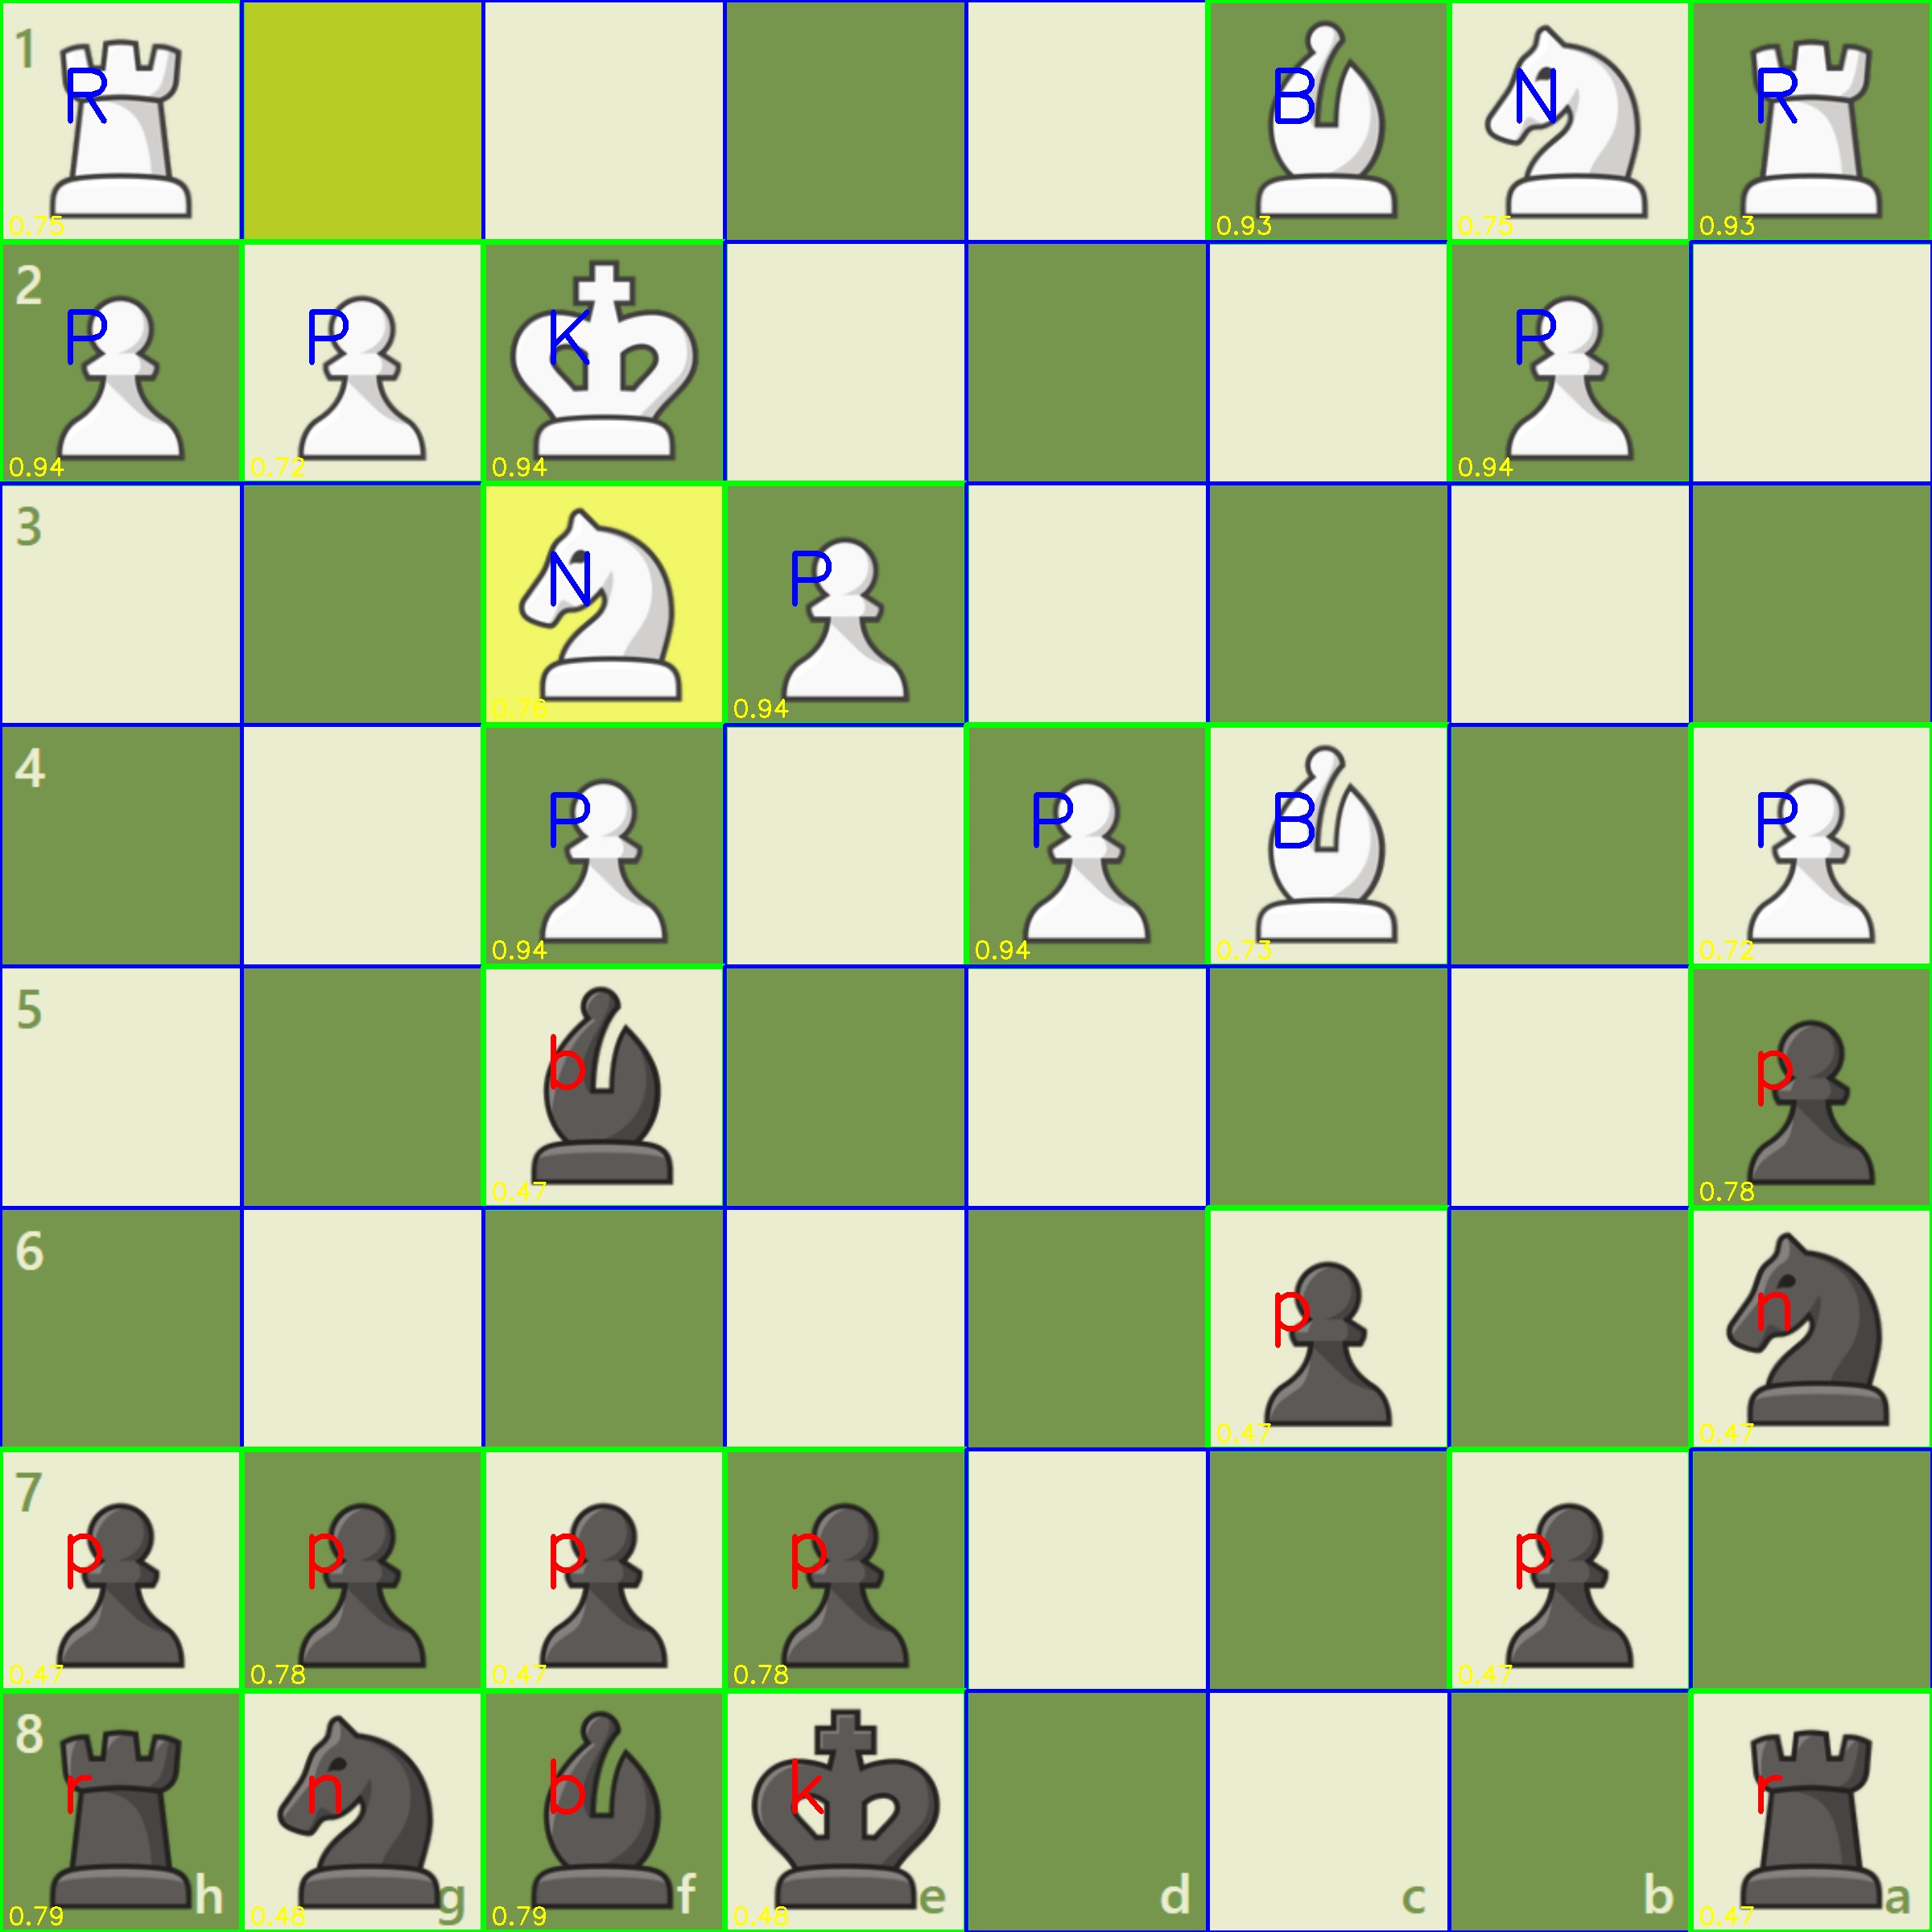 1 R B N R
0.75 0.93 0.75 0.93
2 P P K P
0.94 0.72 0.94 0.94
3 N P
0.76 0.94
4 P P B P
0.94 0.94 0.73 0.72
5 b p
0.47 0.78
6 p n
0.47 0.47
7 p p p p p
0.47 0.78 0.47 0.78 0.47
8 r n b k r
h g f e d c b a
0.79 0.48 0.79 0.48 0.47